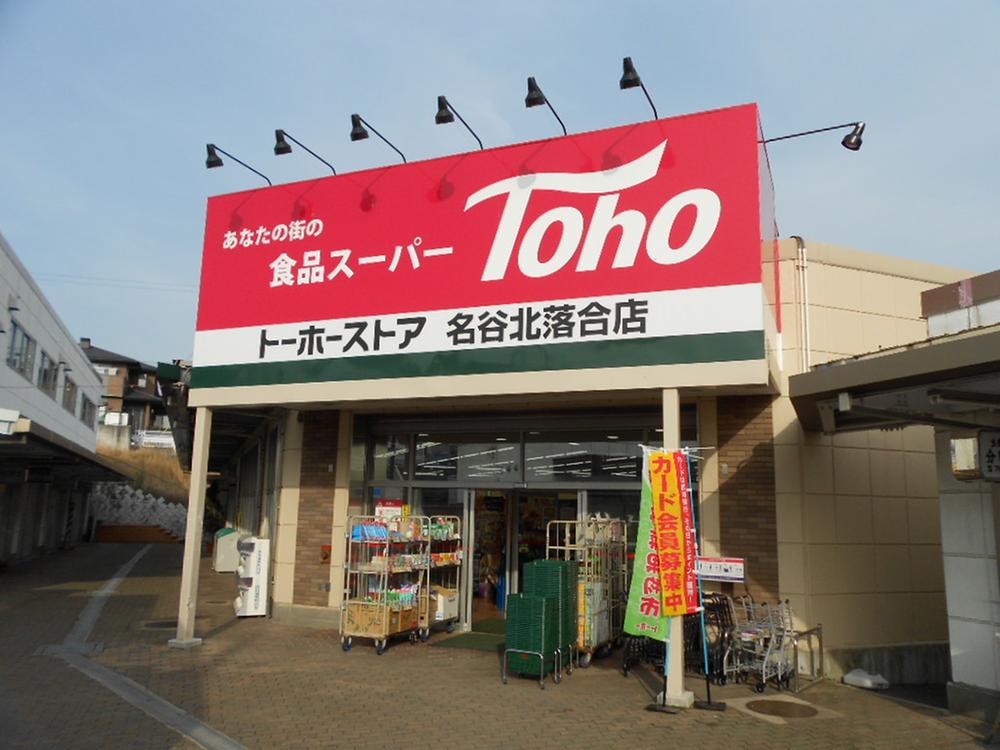 あなたの街の
食品スーパー
Toho
トーホーストア 名谷北落合店
カード会員募集中